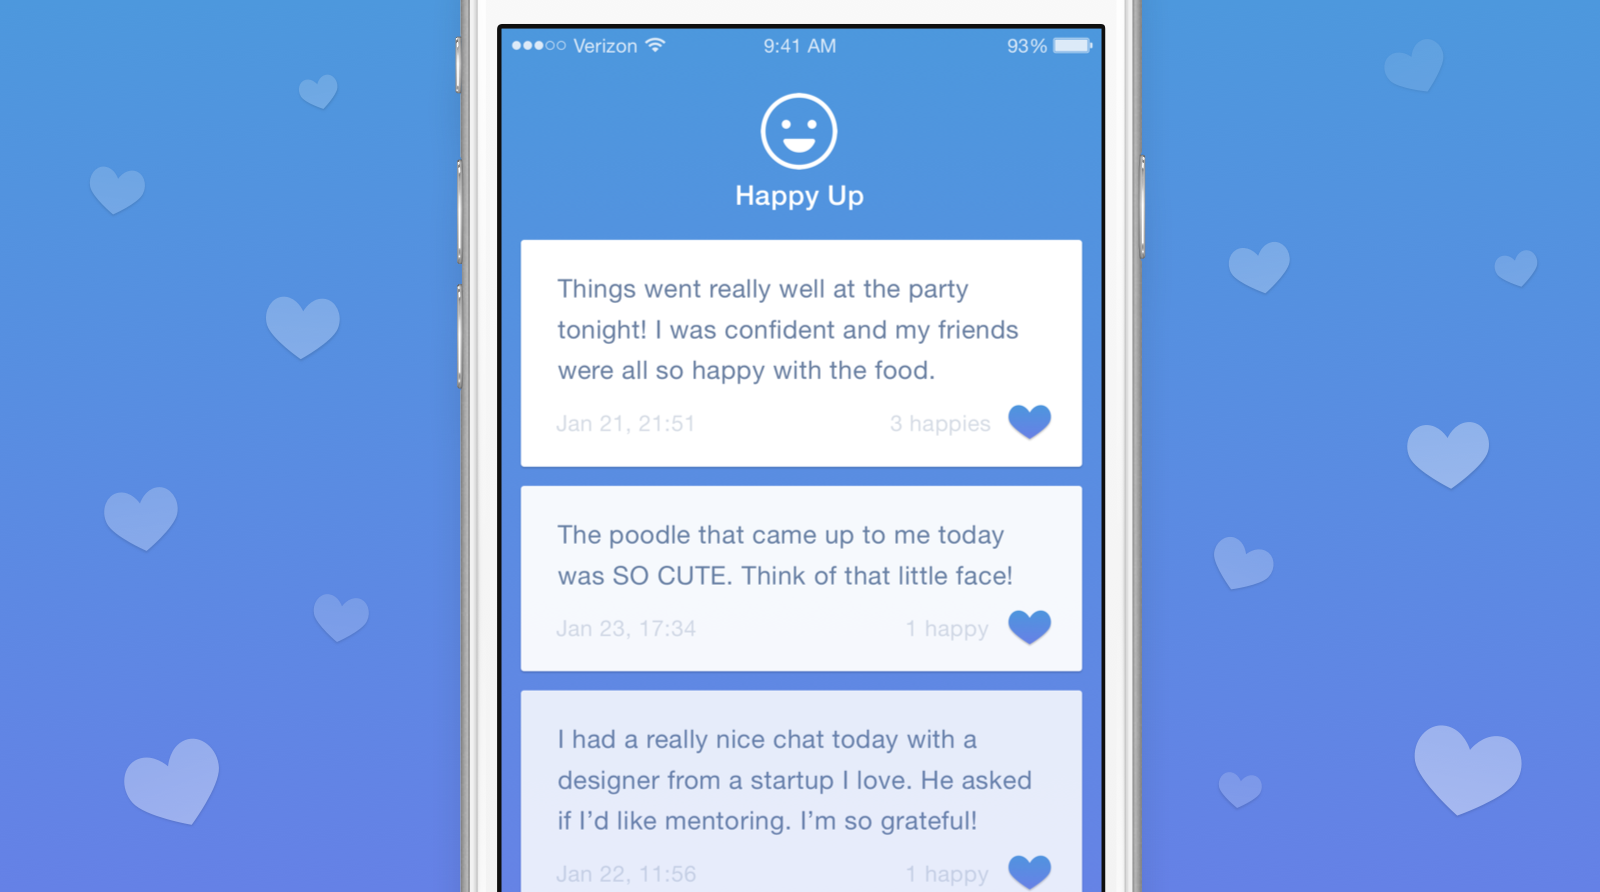 Verizon 9:41 AM 93%
Happy Up
Things went really well at the party
tonight! I was confident and my friends
were all so happy with the food.
Jan 21, 21:51 3 happies
The poodle that came up to me today
was SO CUTE. Think of that little face!
Jan 23, 17:34 1 happy
I had a really nice chat today with a
designer from a startup I love. He asked
if I’d like mentoring. I’m so grateful!
Jan 22, 11:56 1 happy